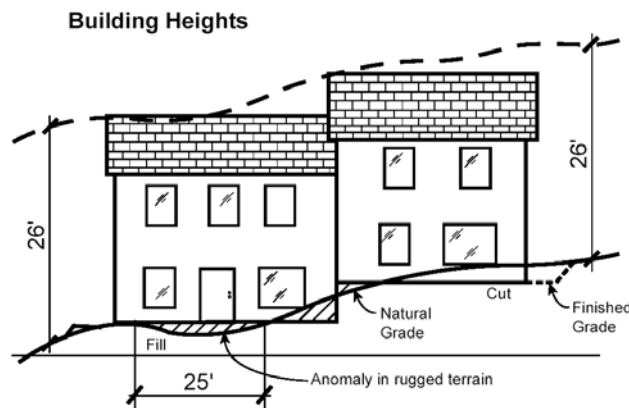 Building Heights
26'
26'
Natural
Grade
Cut
Finished
Grade
Fill
25'
Anomaly in rugged terrain